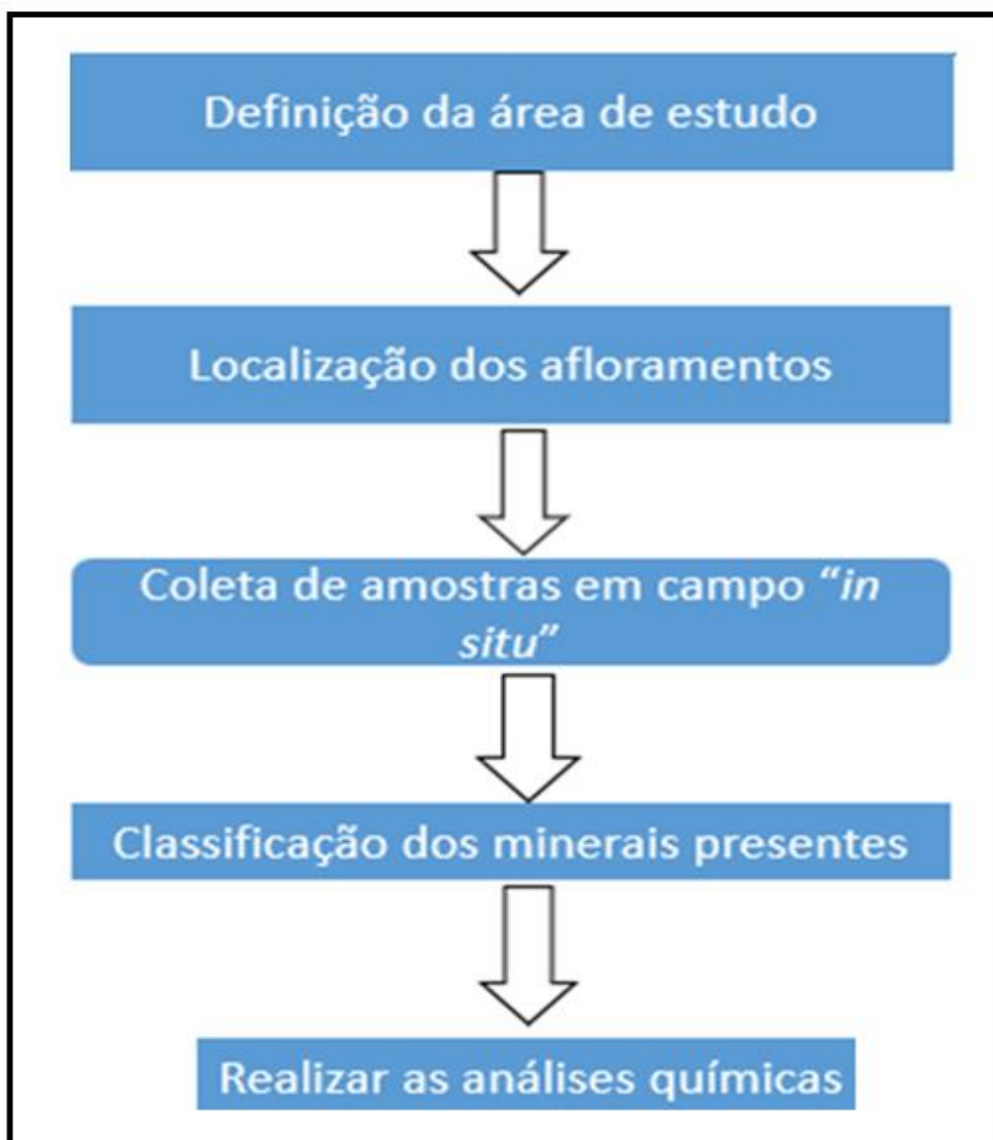 Definição da área de estudo
Localização dos afloramentos
Coleta de amostras em campo “in
situ”
Classificação dos minerais presentes
Realizar as análises químicas